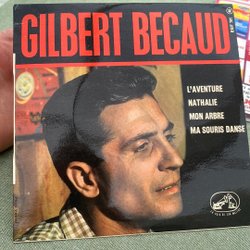 GILBERT BECAUD
L'AVENTURE
NATHALIE
MON ARBRE
MA SOURIS DANSE